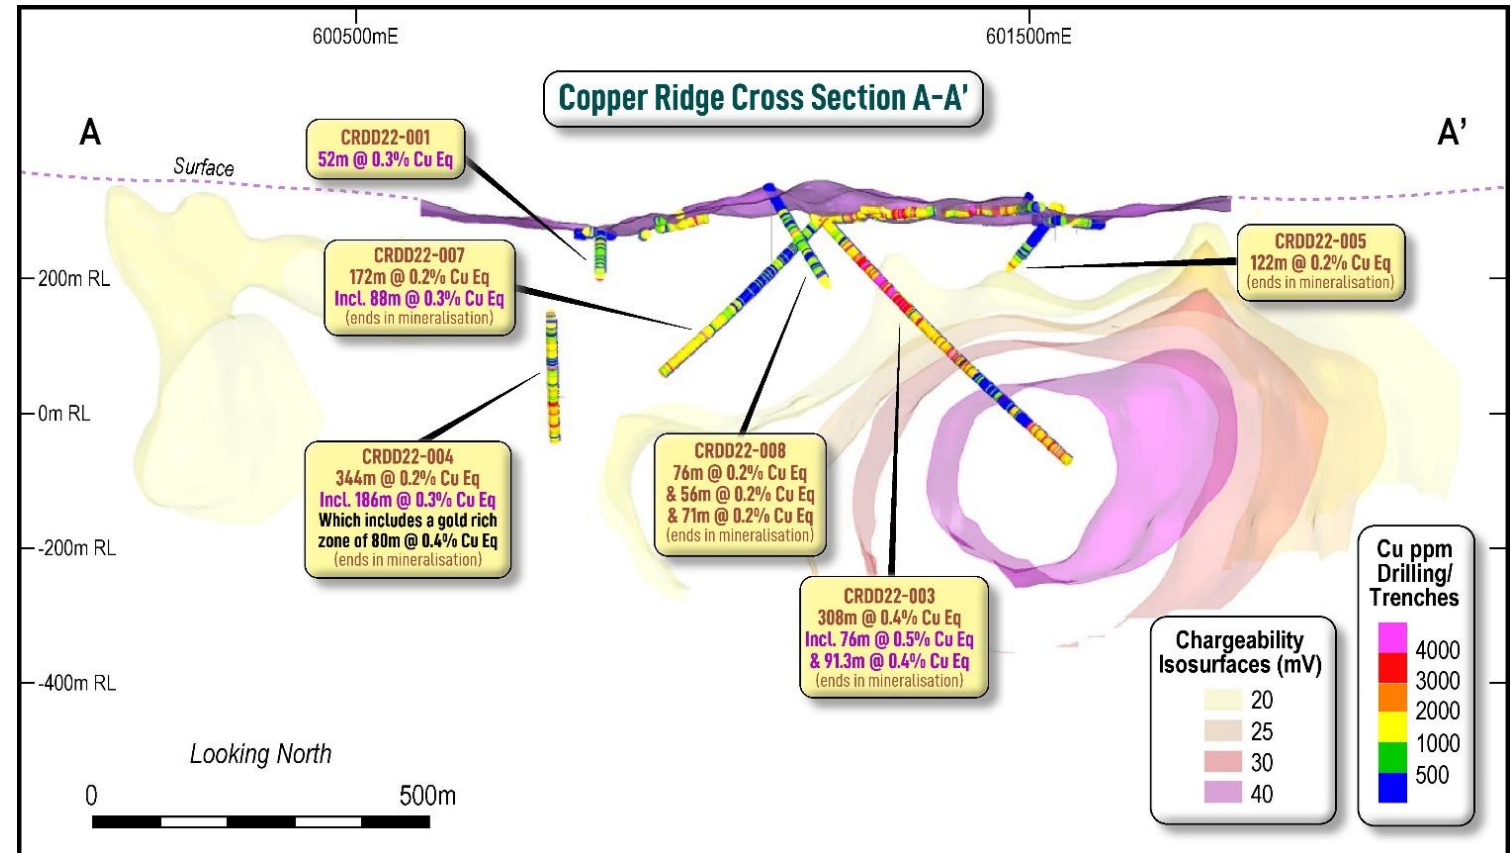 600500mE
601500mE
Copper Ridge Cross Section A-A'
A
A'
Surface
CRDD22-001
52m @ 0.3% Cu Eq
CRDD22-007
172m @ 0.2% Cu Eq
Incl. 88m @ 0.3% Cu Eq
(ends in mineralisation)
CRDD22-005
122m @ 0.2% Cu Eq
(ends in mineralisation)
200m RL
0m RL
-200m RL
-400m RL
CRDD22-004
344m @ 0.2% Cu Eq
Incl. 186m @ 0.3% Cu Eq
Which includes a gold rich
zone of 80m @ 0.4% Cu Eq
(ends in mineralisation)
CRDD22-008
76m @ 0.2% Cu Eq
& 56m @ 0.2% Cu Eq
& 71m @ 0.2% Cu Eq
(ends in mineralisation)
CRDD22-003
308m @ 0.4% Cu Eq
Incl. 76m @ 0.5% Cu Eq
& 91.3m @ 0.4% Cu Eq
(ends in mineralisation)
Looking North
0
500m
Chargeability
Isosurfaces (mV)
20
25
30
40
Cu ppm
Drilling/
Trenches
4000
3000
2000
1000
500